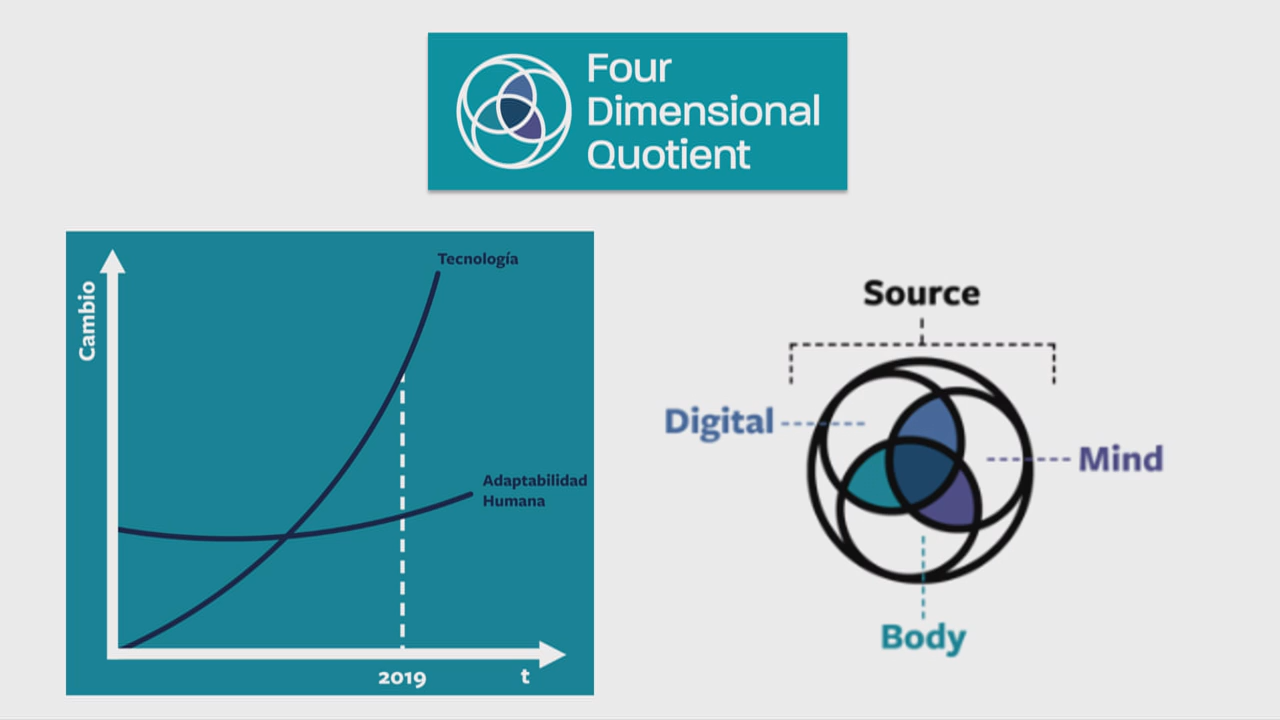 Four
Dimensional
Quotient
Cambio
Tecnología
Adaptabilidad
Humana
2019
t
Source
Digital
Mind
Body